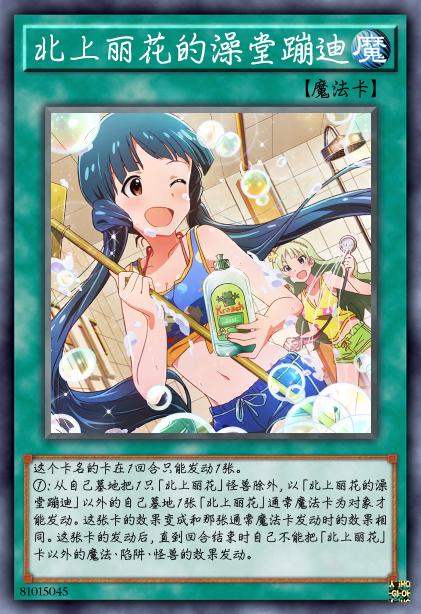 北上丽花的澡堂蹦迪
魔
【魔法卡】
这个卡名的卡在1回合只能发动1张。
①:从自己墓地把1只「北上丽花」怪兽除外,以「北上丽花的澡
堂蹦迪」以外的自己墓地1张「北上丽花」通常魔法卡为对象才
能发动。这张卡的效果变成和那张通常魔法卡发动时的效果相
同。这张卡的发动后,直到回合结束时自己不能把「北上丽花」
卡以外的魔法·陷阱·怪兽的效果发动。
81015045